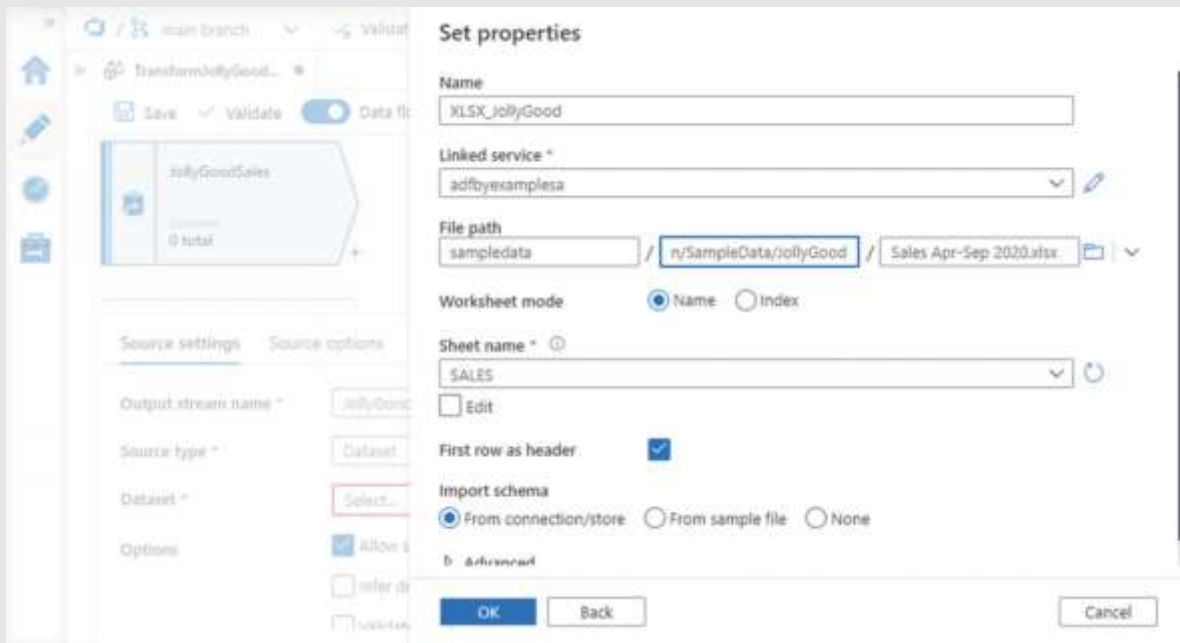 main branch
Validat
Set properties
TransformJollyGood...
Name
XLSX_JollyGood
Save
Validate
Data flo
Linked service *
adfbyexamplesa
JollyGoodSales
0 total
File path
sampledata / n/SampleData/JollyGood / Sales Apr-Sep 2020.xlsx
Worksheet mode
Name
Index
Source settings
Source options
Sheet name *
SALES
Edit
Output stream name *
JollyGood
Source type *
Dataset
First row as header
Dataset *
Select...
Import schema
From connection/store
From sample file
None
Options
Allow s
Infer dr
Advanced
OK
Back
Cancel